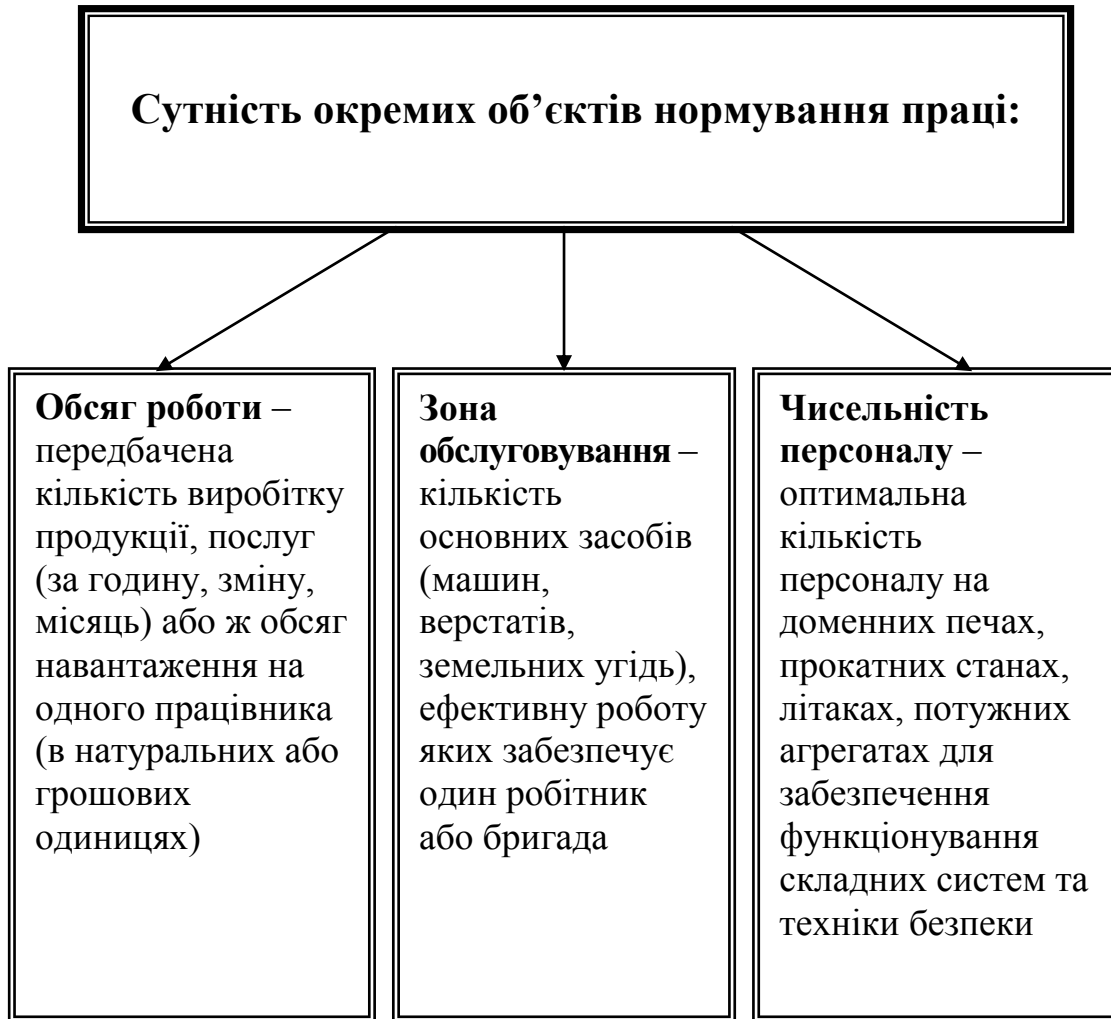 Сутність окремих об’єктів нормування праці:
Обсяг роботи –
передбачена
кількість виробітку
продукції, послуг
(за годину, зміну,
місяць) або ж обсяг
навантаження на
одного працівника
(в натуральних або
грошових
одиницях)
Зона
обслуговування –
кількість
основних засобів
(машин,
верстатів,
земельних угідь),
ефективну роботу
яких забезпечує
один робітник
або бригада
Чисельність
персоналу –
оптимальна
кількість
персоналу на
доменних печах,
прокатних станах,
літаках, потужних
агрегатах для
забезпечення
функціонування
складних систем та
техніки безпеки